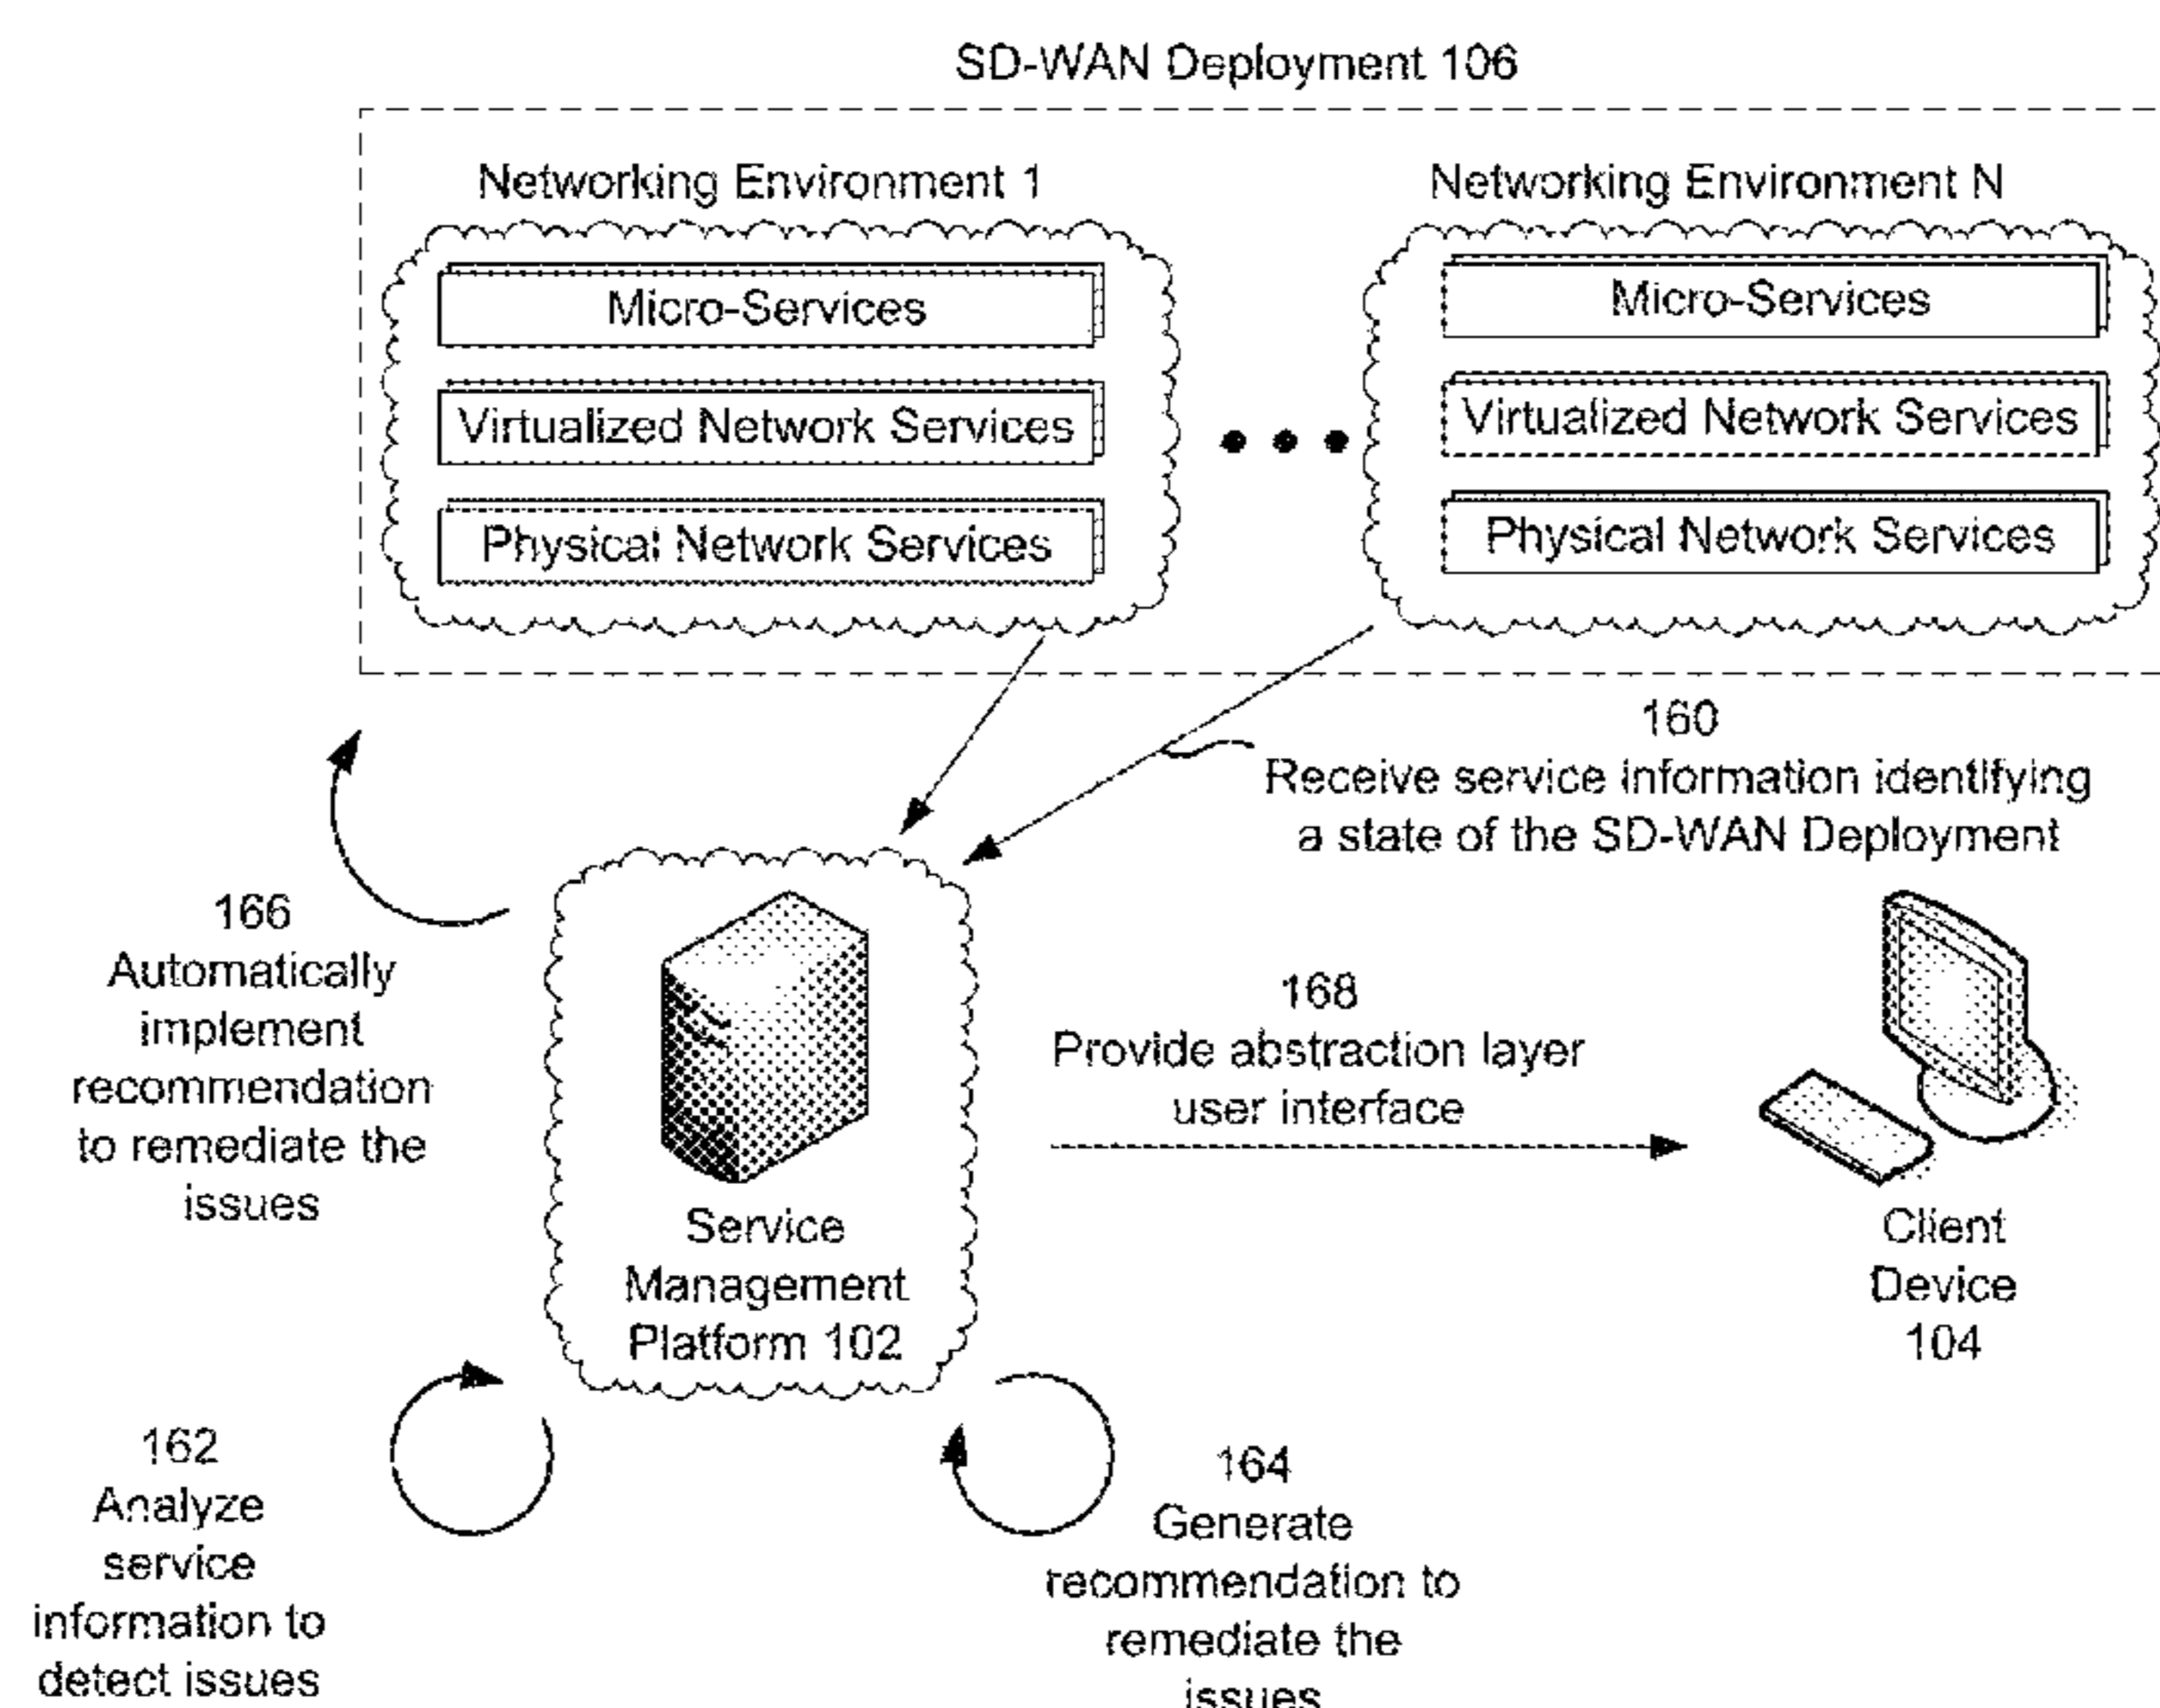 SD-WAN Deployment 106
Networking Environment 1
Micro-Services
Virtualized Network Services
Physical Network Services
Networking Environment N
Micro-Services
Virtualized Network Services
Physical Network Services
160
Receive service information identifying
a state of the SD-WAN Deployment
166
Automatically
implement
recommendation
to remediate the
issues
168
Provide abstraction layer
user interface
Service
Management
Platform 102
Client
Device
104
162
Analyze
service
information to
detect issues
164
Generate
recommendation to
remediate the
issues